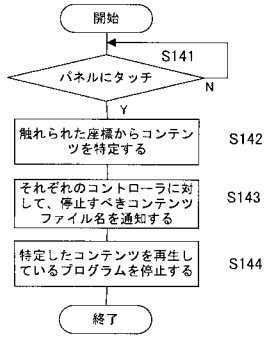 開始
S141
パネルにタッチ
N
Y
触れられた座標からコンテン
ツを特定する
S142
それぞれのコントローラに対
して、停止すべきコンテンツ
ファイル名を通知する
S143
特定したコンテンツを再生し
ているプログラムを停止する
S144
終了